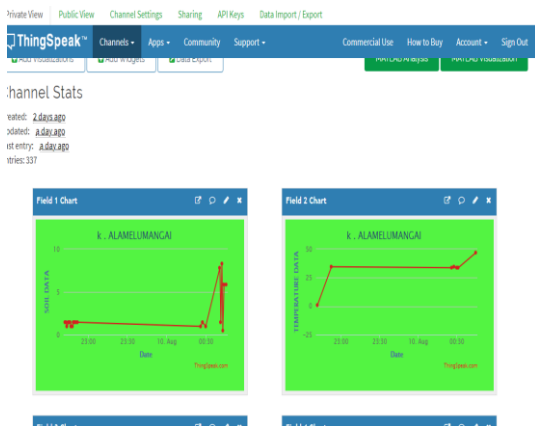 Private View Public View Channel Settings Sharing API Keys Data Import / Export
ThingSpeak™ Channels Apps Community Support Commercial Use How to Buy Account Sign Out
Add Visualizations Add Widgets Data Export MATLAB Analysis MATLAB Visualization
Channel Stats
reated: 2 days ago
pdated: a day ago
ast entry: a day ago
ntries: 337
Field 1 Chart
k . ALAMELUMANGAI
SOIL DATA
10
5
0
23:00 23:30 10. Aug 00:30
Date
ThingSpeak.com
Field 2 Chart
k . ALAMELUMANGAI
TEMPERATURE DATA
50
25
0
-25
23:00 23:30 10. Aug 00:30
Date
ThingSpeak.com